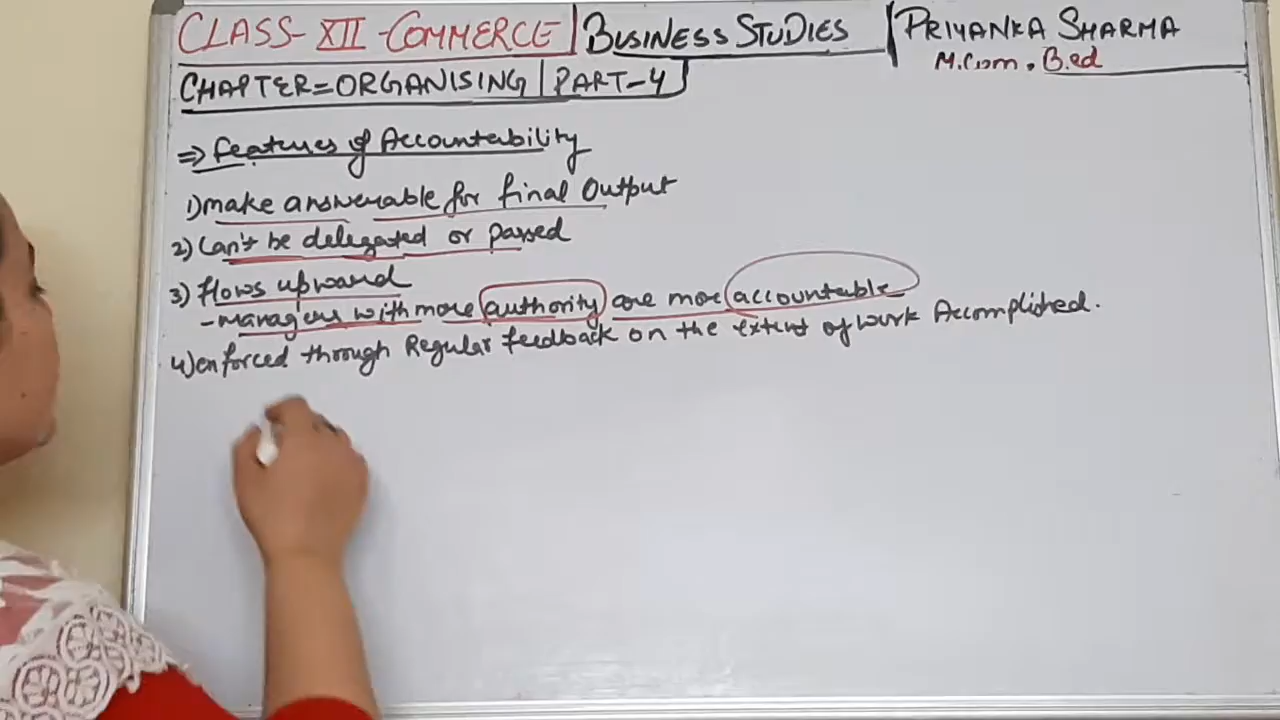 CLASS-XII-COMMERCE | BUSINESS STUDIES | PRIYANKA SHARMA
M.Com. B.ed
CHAPTER=ORGANISING | PART-4
⇒ features of Accountability
1) make answerable for final Output
2) Can't be delegated or passed
3) flows upward
- managers with more authority are more accountable
4) enforced through Regular feedback on the extent of work Accomplished.